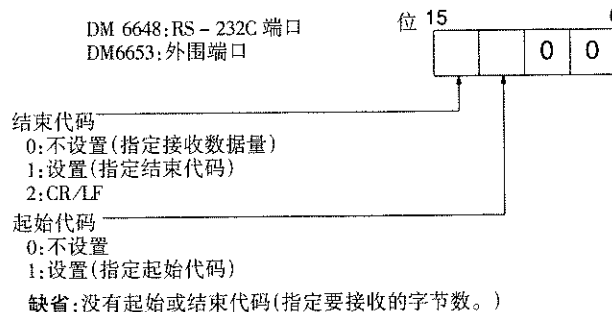 DM 6648:RS－232C 端口
DM6653:外围端口
位 15
0 0
结束代码
0:不设置(指定接收数据量)
1:设置(指定结束代码)
2:CR/LF
起始代码
0:不设置
1:设置(指定起始代码)
缺省:没有起始或结束代码(指定要接收的字节数。)